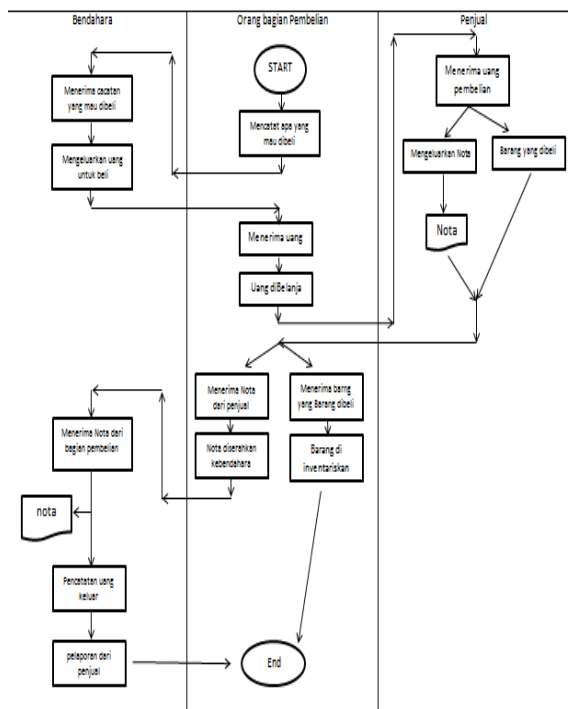 Bendahara
Orang bagian Pembelian
Penjual
START
Mencatat apa yang
mau dibeli
Menerima cacatan
yang mau dibeli
Mengeluarkan uang
untuk beli
Menerima uang
Uang diBelanja
Menerima uang
pembelian
Mengeluarkan Nota
Barang yang dibeli
Nota
Menerima Nota
dari penjual
Menerima barng
yang Barang dibeli
Nota diserahkan
kebendahara
Barang di
inventariskan
Menerima Nota dari
bagian pembelian
nota
Pencatatan uang
keluar
pelaporan dari
penjual
End